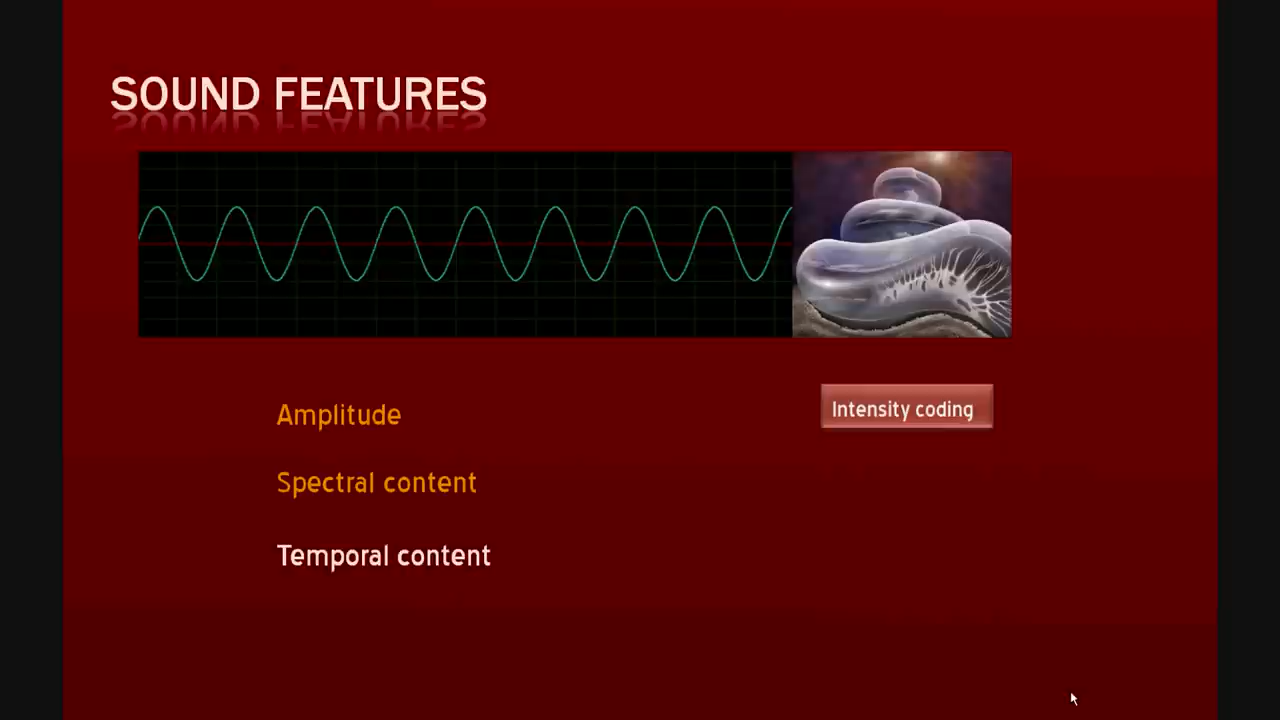 SOUND FEATURES
Amplitude
Intensity coding
Spectral content
Temporal content